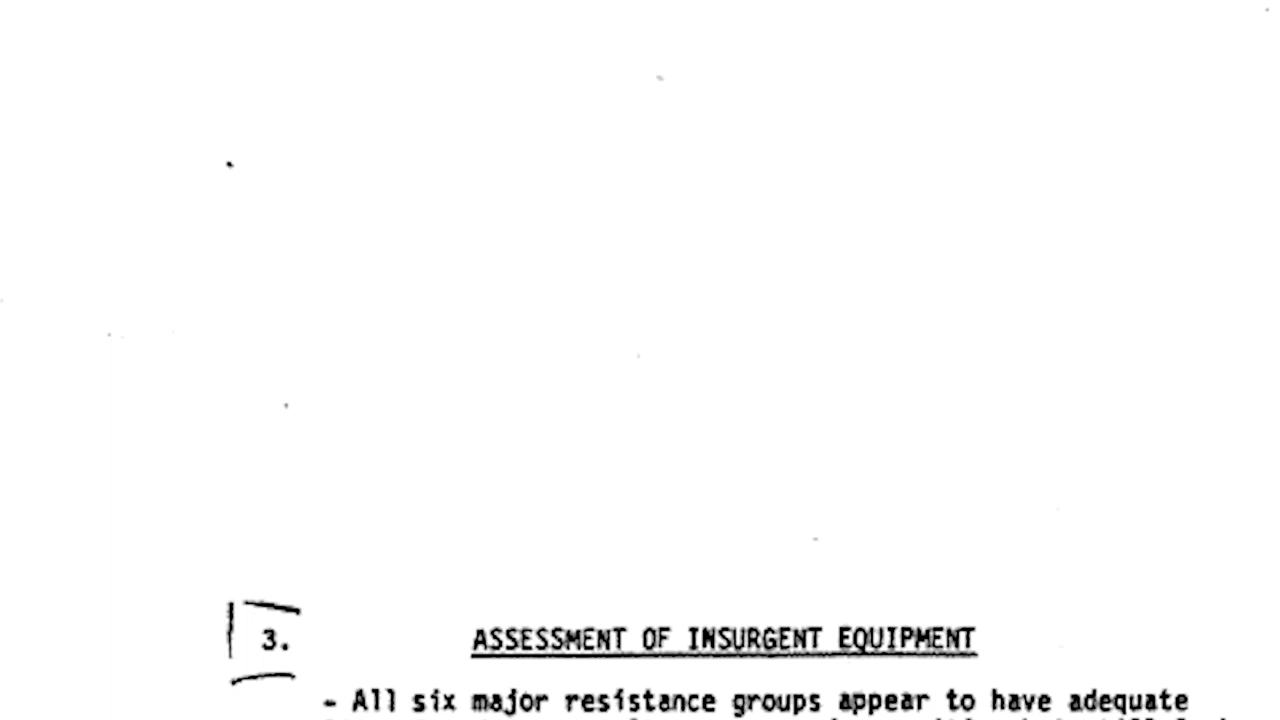 3. ASSESSMENT OF INSURGENT EQUIPMENT
- All six major resistance groups appear to have adequate